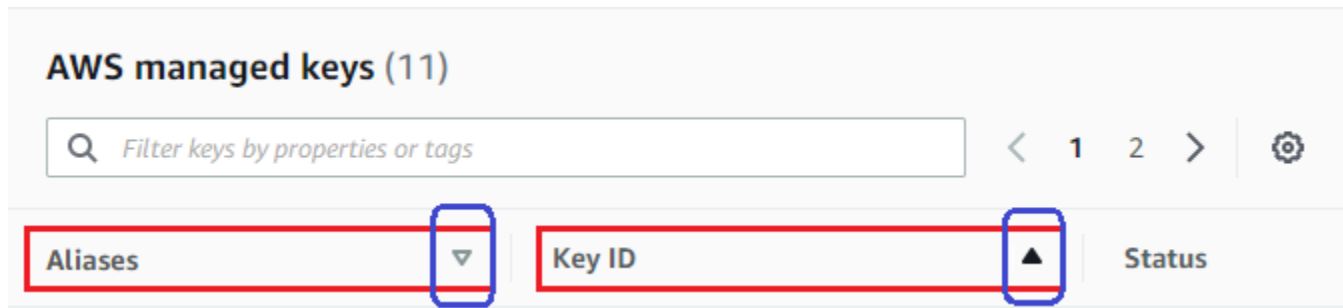 AWS managed keys (11)
Filter keys by properties or tags
1 2
Aliases Key ID Status